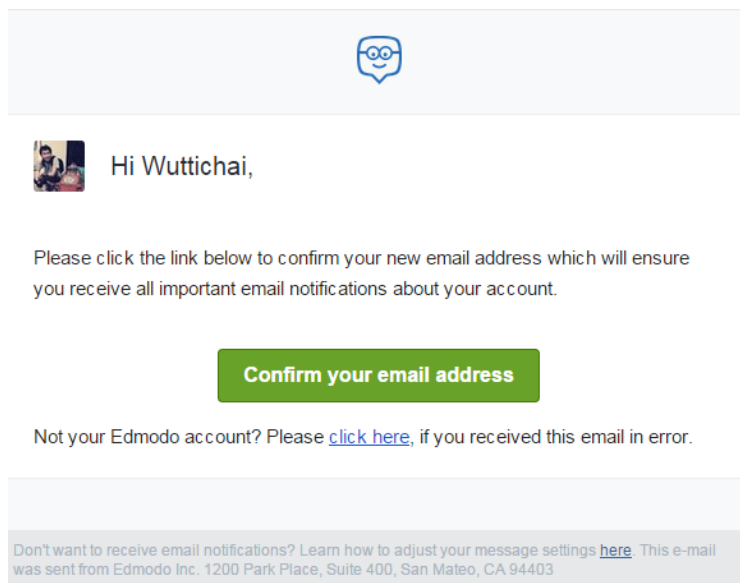 Hi Wuttichai,
Please click the link below to confirm your new email address which will ensure
you receive all important email notifications about your account.
Confirm your email address
Not your Edmodo account? Please click here, if you received this email in error.
Don't want to receive email notifications? Learn how to adjust your message settings here. This e-mail
was sent from Edmodo Inc. 1200 Park Place, Suite 400, San Mateo, CA 94403